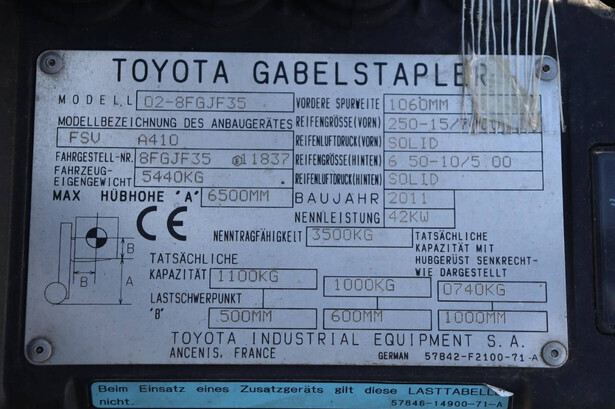 TOYOTA GABELSTAPLER
MODELL 02-8FGJF35 VORDERE SPURWEITE 1060MM
MODELLBEZEICHNUNG DES ANBAUGERÄTES REIFENGRÖSSE(VORN) 250-15/
FSV A410 REIFENLUFTDRUCK(VORN) SOLID
FAHRGESTELL-NR. 8FGJF35 11837 REIFENGRÖSSE(HINTEN) 6 50-10/5.00
FAHRZEUG-
EIGENGEWICHT 5440KG REIFENLUFTDRUCK(HINTEN) SOLID
MAX HÜBHOHE "A" 6500MM BAUJAHR 2011
NENNLEISTUNG 42KW
CE NENNTRAGFÄHIGKEIT 3500KG TATSÄCHLICHE
KAPAZITÄT MIT
HUBGERÜST SENKRECHT-
WIE DARGESTELLT
TATSÄCHLICHE
KAPAZITÄT 1100KG 1000KG 0740KG
LASTSCHWERPUNKT
"B" 500MM 600MM 1000MM
B
B
A
TOYOTA INDUSTRIAL EQUIPMENT S.A.
ANCENIS, FRANCE GERMAN 57842-F2100-71-A
Beim Einsatz eines Zusatzgeräts gilt diese LASTTABELLE
nicht. 57846-14900-71-A